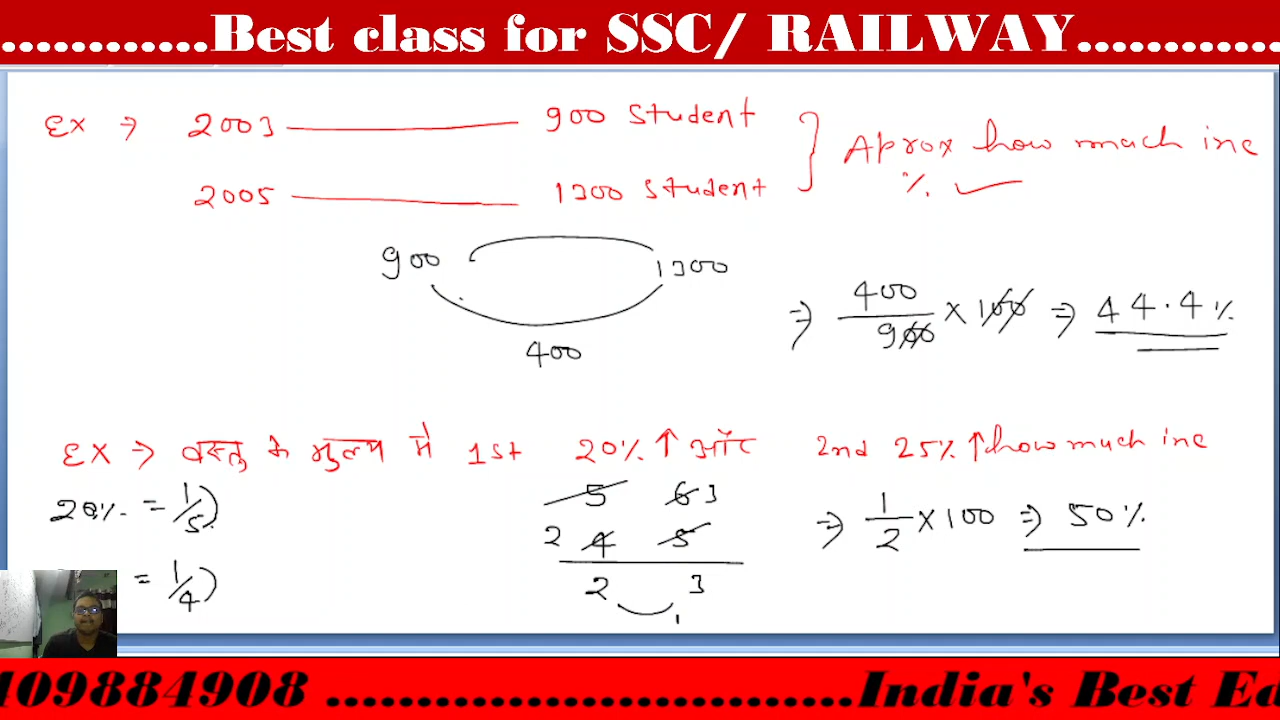 ............Best class for SSC/ RAILWAY............
Ex → 2003 — 900 student
2005 — 1300 student
} Aprox how much inc % ✓
900 1300
400
⇒ 400/900 × 100 ⇒ 44.4%
Ex → वस्तु के मुल्य में 1st 20% ↑ और 2nd 25% ↑ how much inc
20% = 1/5)
= 1/4)
5 6 3
2 4 5
2 3
1
⇒ 1/2 × 100 ⇒ 50%
409884908 ..............................India's Best Ed